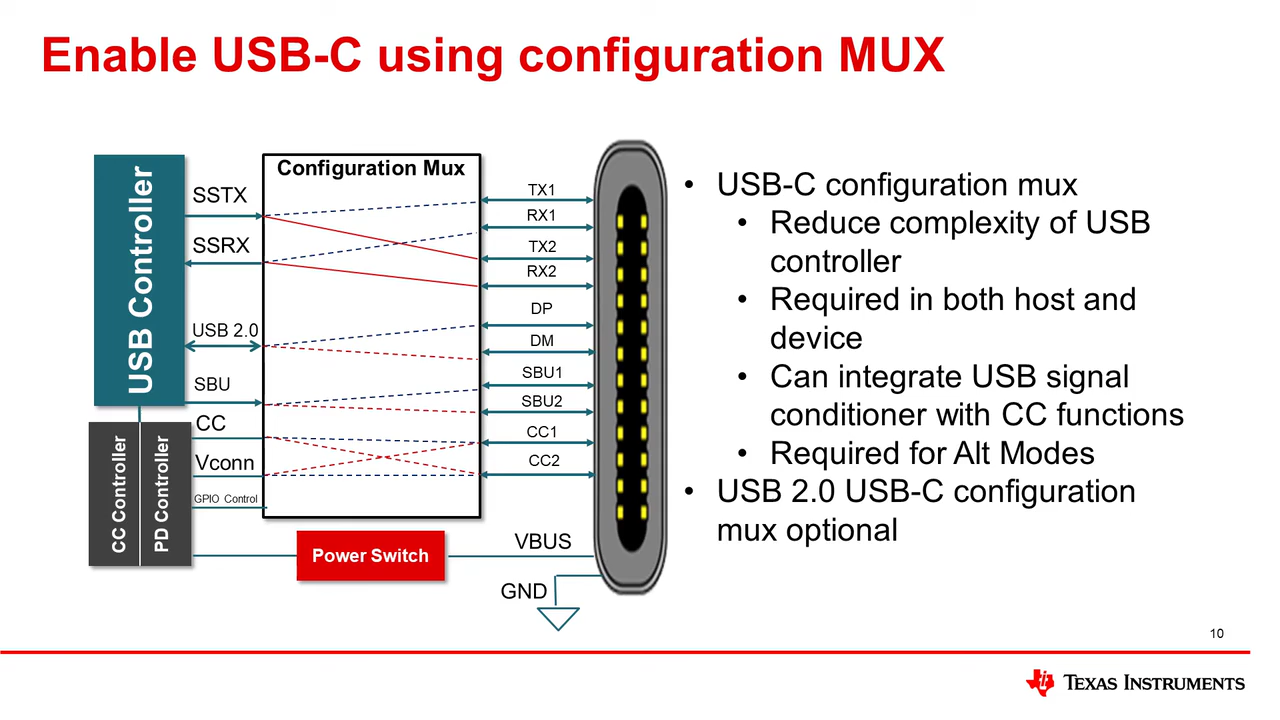 Enable USB-C using configuration MUX
USB Controller
CC Controller
PD Controller
SSTX
SSRX
USB 2.0
SBU
CC
Vconn
GPIO Control
Configuration Mux
TX1
RX1
TX2
RX2
DP
DM
SBU1
SBU2
CC1
CC2
Power Switch
VBUS
GND
• USB-C configuration mux
• Reduce complexity of USB
controller
• Required in both host and
device
• Can integrate USB signal
conditioner with CC functions
• Required for Alt Modes
• USB 2.0 USB-C configuration
mux optional
10
TEXAS INSTRUMENTS